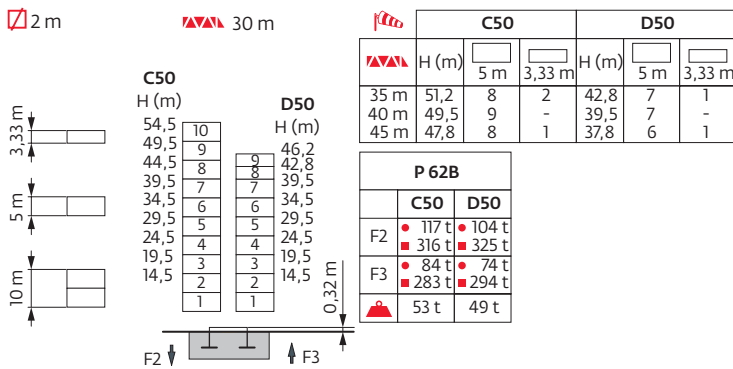 2 m
30 m
3,33 m
5 m
10 m
C50
H (m)
54,5
49,5
44,5
39,5
34,5
29,5
24,5
19,5
14,5
10
9
8
7
6
5
4
3
2
1
D50
H (m)
46,2
42,8
39,5
34,5
29,5
24,5
19,5
14,5
9
8
7
6
5
4
3
2
1
0,32 m
F2
F3
C50 D50
H (m) 5 m 3,33 m H (m) 5 m 3,33 m
35 m 51,2 8 2 42,8 7 1
40 m 49,5 9 - 39,5 7 -
45 m 47,8 8 1 37,8 6 1
P 62B
C50 D50
F2 117 t 104 t
316 t 325 t
F3 84 t 74 t
283 t 294 t
53 t 49 t